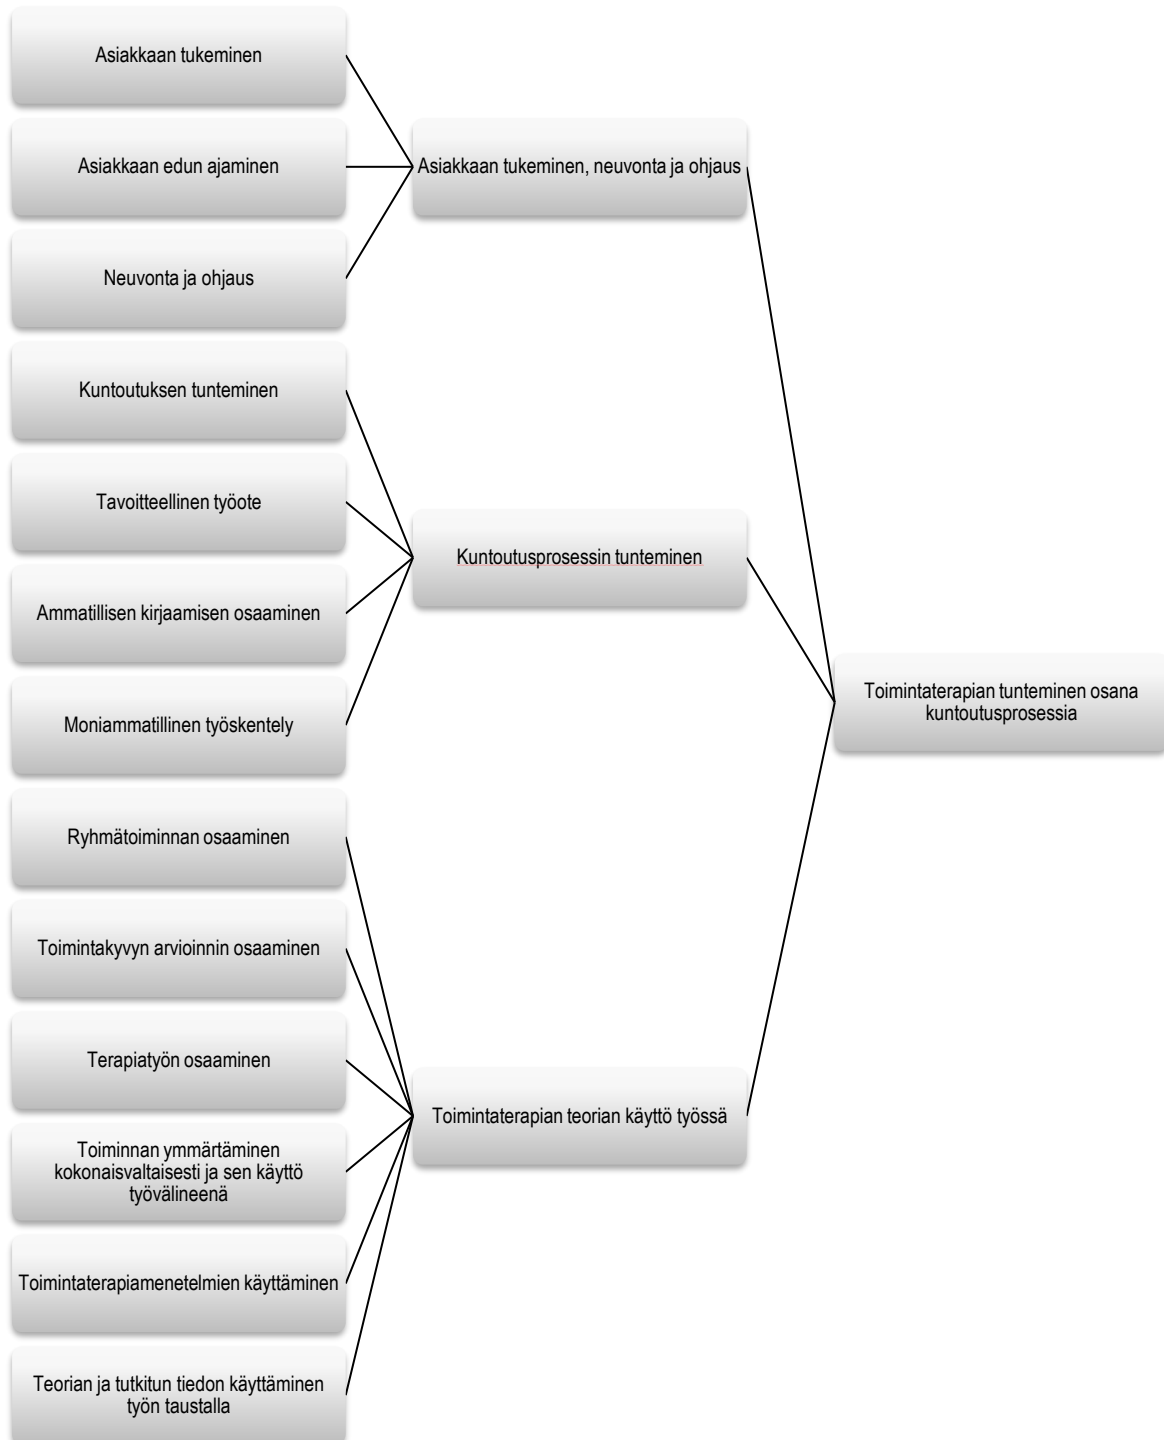 Asiakkaan tukeminen
Asiakkaan edun ajaminen
Neuvonta ja ohjaus
Asiakkaan tukeminen, neuvonta ja ohjaus
Kuntoutuksen tunteminen
Tavoitteellinen työote
Ammatillisen kirjaamisen osaaminen
Moniammatillinen työskentely
Kuntoutusprosessin tunteminen
Ryhmätoiminnan osaaminen
Toimintakyvyn arvioinnin osaaminen
Terapiatyön osaaminen
Toiminnan ymmärtäminen
kokonaisvaltaisesti ja sen käyttö
työvälineenä
Toimintaterapiamenetelmien käyttäminen
Teorian ja tutkitun tiedon käyttäminen
työn taustalla
Toimintaterapian teorian käyttö työssä
Toimintaterapian tunteminen osana
kuntoutusprosessia